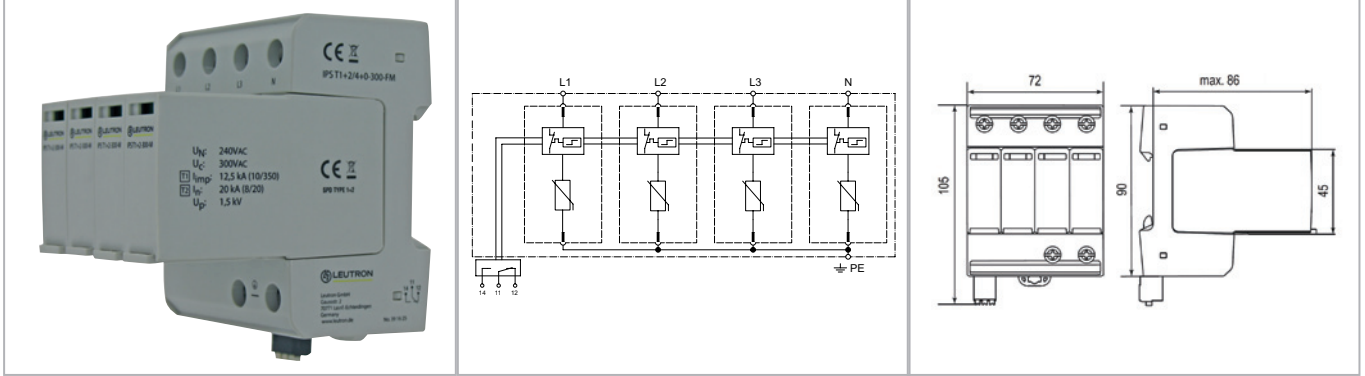 CE
IPS T1+2/4+0-300-FM
L1 L2 L3 N
LEUTRON LEUTRON LEUTRON LEUTRON
UN: 240VAC
UC: 300VAC
T1 Iimp: 12,5 kA (10/350)
T2 In: 20 kA (8/20)
Up: 1,5 kV
CE
SPD TYPE 1+2
LEUTRON
Leutron GmbH
Germany
www.leutron.de
L1 L2 L3 N
PE
14 11 12
72
105
max. 86
90
45